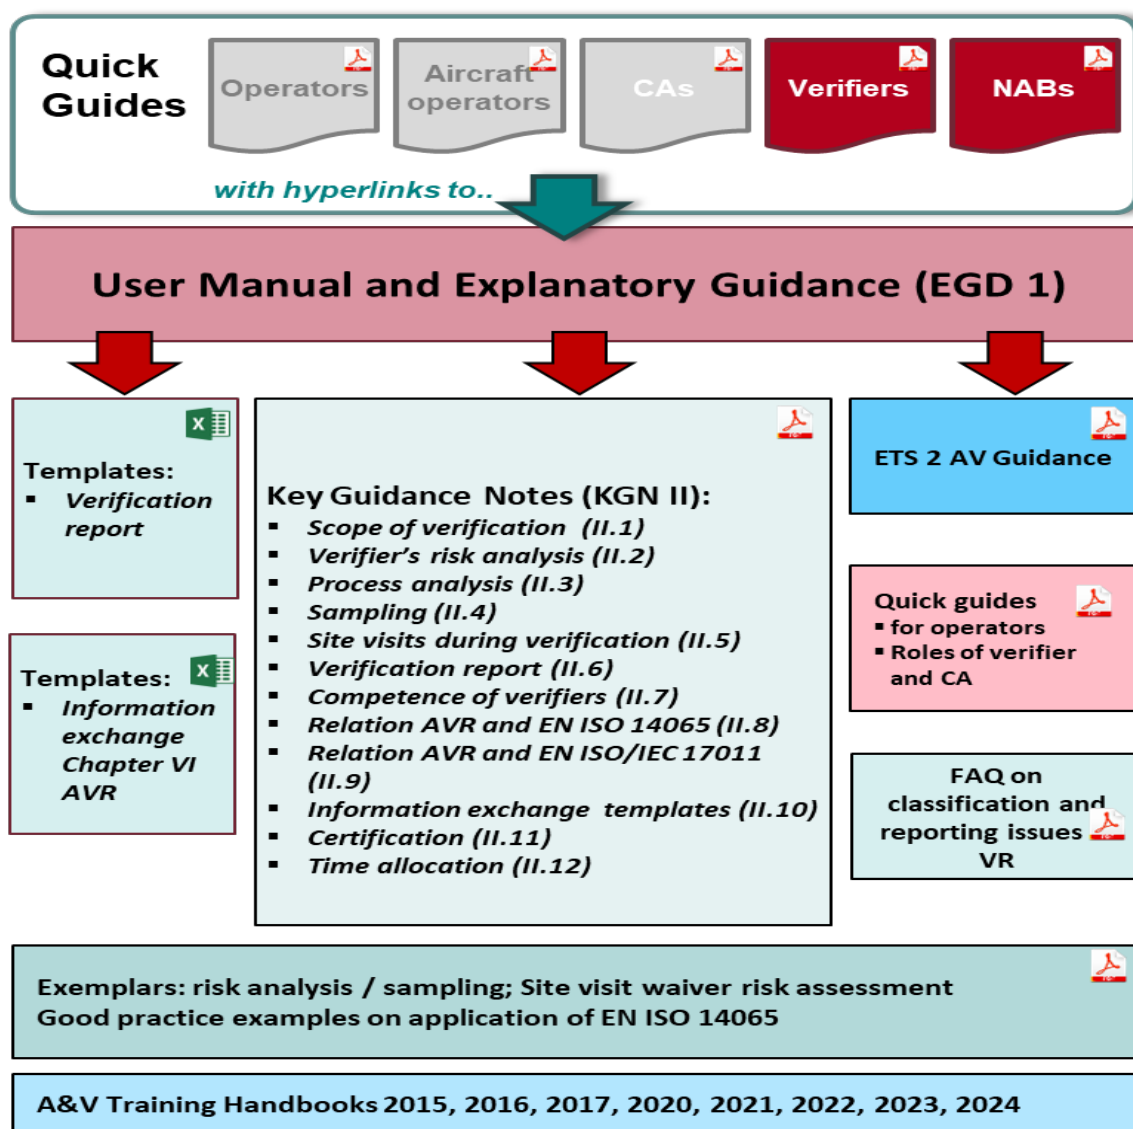 Quick
Guides
Operators
Aircraft
operators
CAs
Verifiers
NABs
with hyperlinks to..
User Manual and Explanatory Guidance (EGD 1)
Templates:
▪ Verification
report
Templates:
▪ Information
exchange
Chapter VI
AVR
Key Guidance Notes (KGN II):
▪ Scope of verification (II.1)
▪ Verifier's risk analysis (II.2)
▪ Process analysis (II.3)
▪ Sampling (II.4)
▪ Site visits during verification (II.5)
▪ Verification report (II.6)
▪ Competence of verifiers (II.7)
▪ Relation AVR and EN ISO 14065 (II.8)
▪ Relation AVR and EN ISO/IEC 17011
(II.9)
▪ Information exchange templates (II.10)
▪ Certification (II.11)
▪ Time allocation (II.12)
ETS 2 AV Guidance
Quick guides
▪ for operators
▪ Roles of verifier
and CA
FAQ on
classification and
reporting issues
VR
Exemplars: risk analysis / sampling; Site visit waiver risk assessment
Good practice examples on application of EN ISO 14065
A&V Training Handbooks 2015, 2016, 2017, 2020, 2021, 2022, 2023, 2024